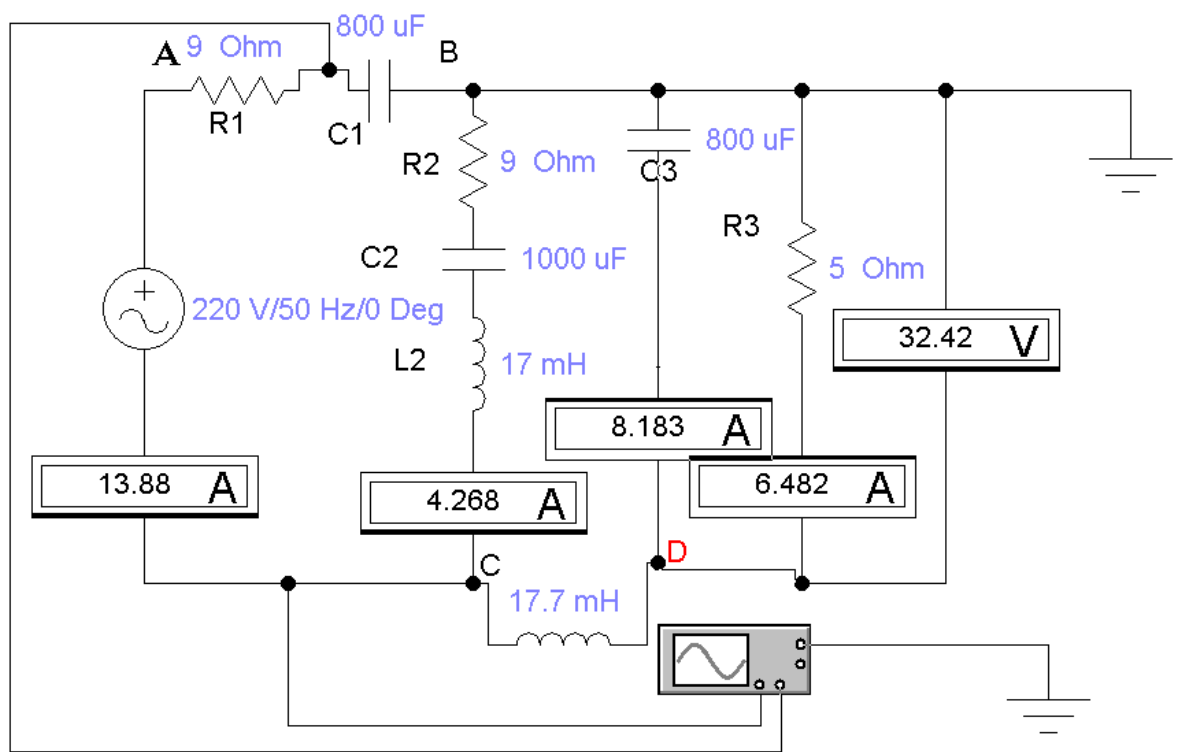 800 uF
A 9 Ohm
B
R1
C1
R2 9 Ohm
800 uF
C3
R3
C2 1000 uF
5 Ohm
220 V/50 Hz/0 Deg
L2 17 mH
32.42 V
8.183 A
13.88 A
4.268 A
6.482 A
C
D
17.7 mH